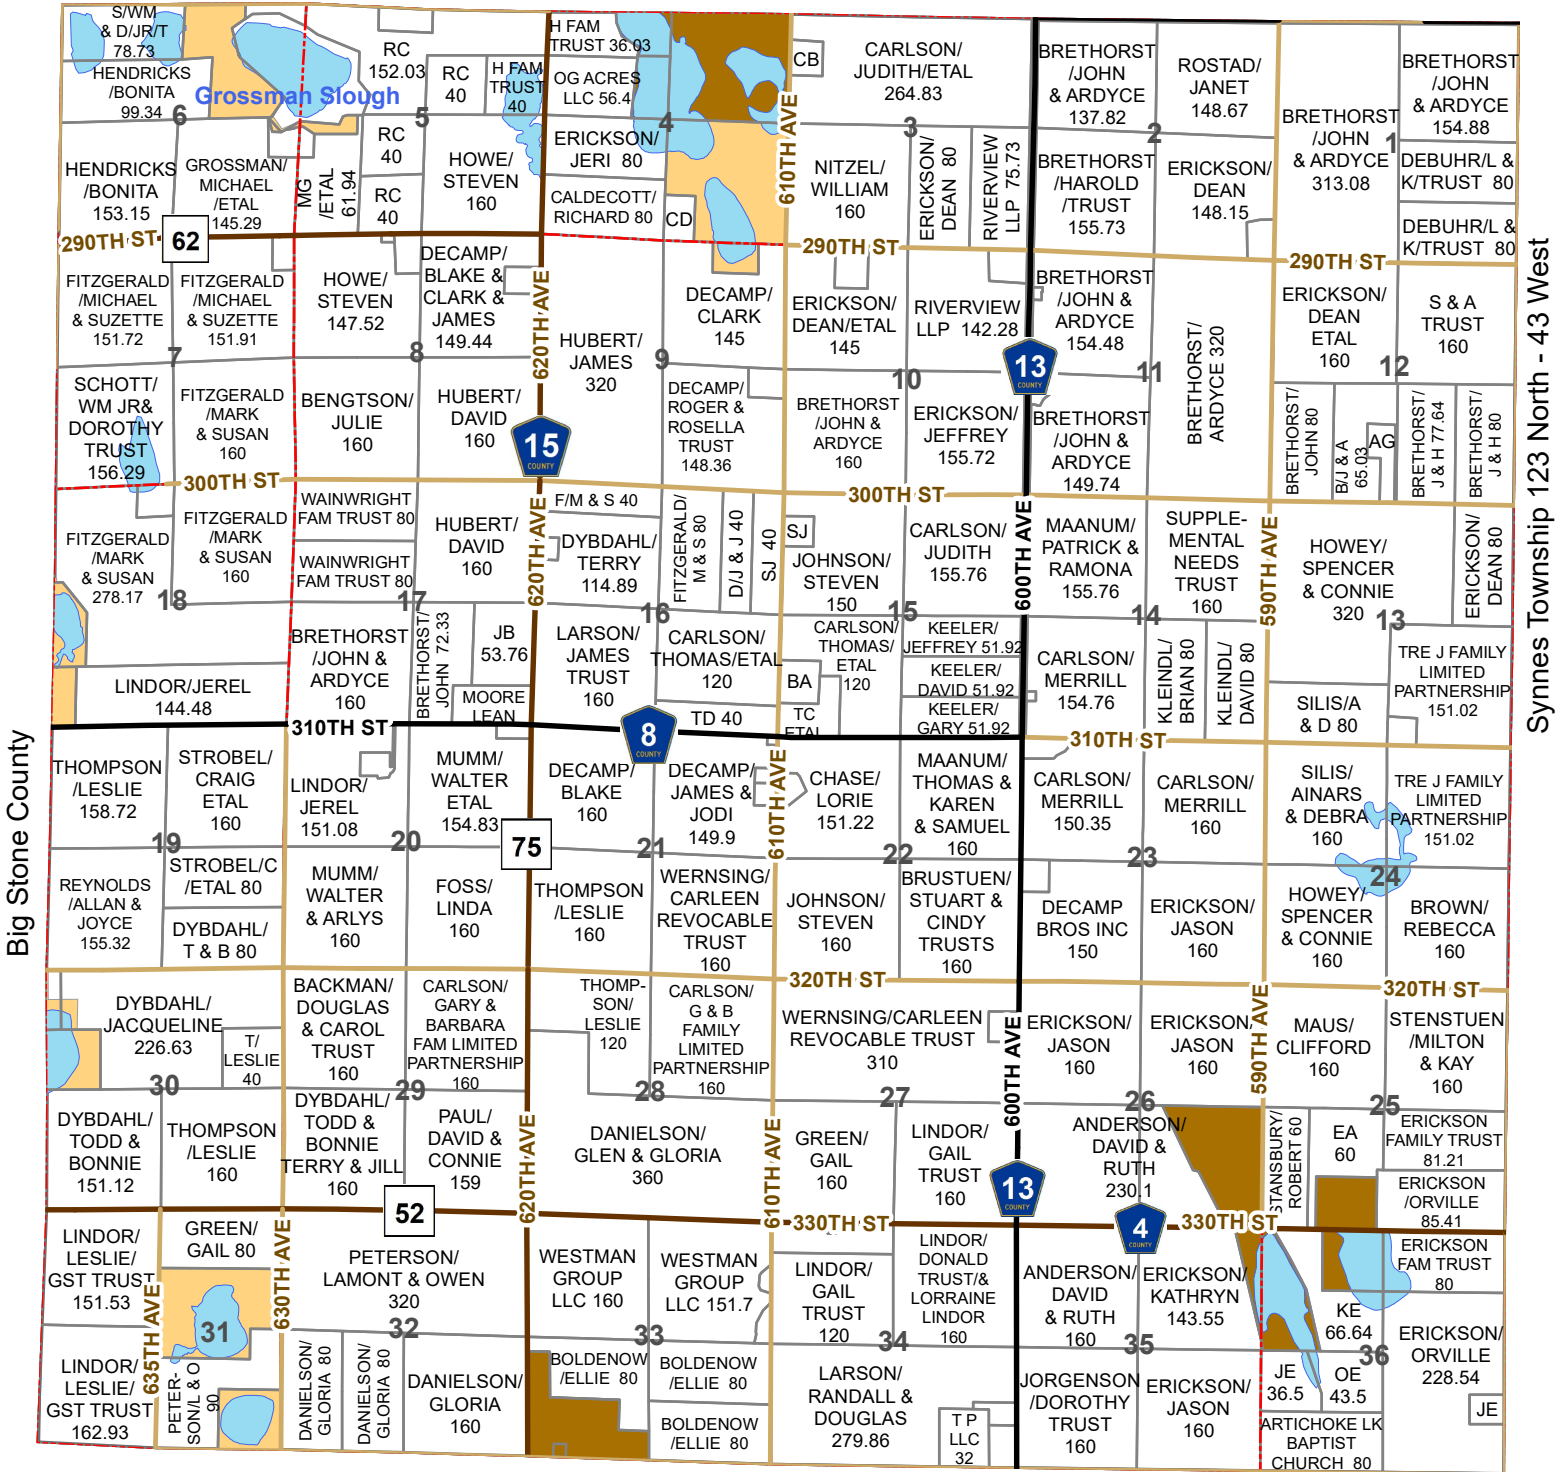 S/WM
& D/JR/T
78.73
HENDRICKS
/BONITA
99.34
6
Grossman Slough
RC
152.03
RC
40
H FAM
TRUST
40
5
H FAM
TRUST 36.03
OG ACRES
LLC 56.4
4
CB
CARLSON/
JUDITH/ETAL
264.83
3
BRETHORST
/JOHN
& ARDYCE
137.82
ROSTAD/
JANET
148.67
2
BRETHORST
/JOHN
& ARDYCE
313.08
BRETHORST
/JOHN
& ARDYCE
154.88
1
HENDRICKS
/BONITA
153.15
GROSSMAN/
MICHAEL
/ETAL
145.29
MG
/ETAL
61.94
RC
40
RC
40
HOWE/
STEVEN
160
ERICKSON/
JERI 80
CALDECOTT/
RICHARD 80
CD
610TH AVE
NITZEL/
WILLIAM
160
ERICKSON/
DEAN 80
RIVERVIEW
LLP 75.73
BRETHORST
/HAROLD
/TRUST
155.73
ERICKSON/
DEAN
148.15
DEBUHR/L &
K/TRUST 80
DEBUHR/L &
K/TRUST 80
290TH ST
62
290TH ST
290TH ST
FITZGERALD
/MICHAEL
& SUZETTE
151.72
FITZGERALD
/MICHAEL
& SUZETTE
151.91
7
HOWE/
STEVEN
147.52
DECAMP/
BLAKE &
CLARK &
JAMES
149.44
8
620TH AVE
HUBERT/
JAMES
320
DECAMP/
CLARK
145
9
ERICKSON/
DEAN/ETAL
145
RIVERVIEW
LLP 142.28
10
13
COUNTY
BRETHORST
/JOHN &
ARDYCE
154.48
11
BRETHORST/
ARDYCE 320
ERICKSON/
DEAN
ETAL
160
S & A
TRUST
160
12
SCHOTT/
WM JR&
DOROTHY
TRUST
156.29
FITZGERALD
/MARK
& SUSAN
160
BENGTSON/
JULIE
160
HUBERT/
DAVID
160
15
COUNTY
DECAMP/
ROGER &
ROSELLA
TRUST
148.36
BRETHORST
/JOHN &
ARDYCE
160
ERICKSON/
JEFFREY
155.72
BRETHORST
/JOHN &
ARDYCE
149.74
BRETHORST/
JOHN 80
B/J & A
65.03
AG
BRETHORST/
J & H 77.64
BRETHORST/
J & H 80
300TH ST
300TH ST
FITZGERALD
/MARK
& SUSAN
278.17
FITZGERALD
/MARK
& SUSAN
160
18
WAINWRIGHT
FAM TRUST 80
WAINWRIGHT
FAM TRUST 80
17
HUBERT/
DAVID
160
620TH AVE
F/M & S 40
DYBDAHL/
TERRY
114.89
16
FITZGERALD/
M & S 80
D/J & J 40
SJ 40
SJ
JOHNSON/
STEVEN
150
CARLSON/
JUDITH
155.76
15
600TH AVE
MAANUM/
PATRICK &
RAMONA
155.76
14
SUPPLE-
MENTAL
NEEDS
TRUST
160
590TH AVE
HOWEY/
SPENCER
& CONNIE
320
ERICKSON/
DEAN 80
13
LINDOR/JEREL
144.48
BRETHORST
/JOHN &
ARDYCE
160
BRETHORST/
JOHN 72.33
JB
53.76
MOORE
LEAN
LARSON/
JAMES
TRUST
160
CARLSON/
THOMAS/ETAL
120
TD 40
BA
TC
ETAL
CARLSON/
THOMAS/
ETAL
120
KEELER/
JEFFREY 51.92
KEELER/
DAVID 51.92
KEELER/
GARY 51.92
CARLSON/
MERRILL
154.76
KLEINDL/
BRIAN 80
KLEINDL/
DAVID 80
SILIS/A
& D 80
TRE J FAMILY
LIMITED
PARTNERSHIP
151.02
310TH ST
8
COUNTY
310TH ST
Big Stone County
Synnes Township 123 North - 43 West
THOMPSON
/LESLIE
158.72
STROBEL/
CRAIG
ETAL
160
19
LINDOR/
JEREL
151.08
MUMM/
WALTER
ETAL
154.83
20
75
DECAMP/
BLAKE
160
DECAMP/
JAMES &
JODI
149.9
21
610TH AVE
CHASE/
LORIE
151.22
MAANUM/
THOMAS &
KAREN
& SAMUEL
160
22
CARLSON/
MERRILL
150.35
CARLSON/
MERRILL
160
23
SILIS/
AINARS
& DEBRA
160
TRE J FAMILY
LIMITED
PARTNERSHIP
151.02
24
REYNOLDS
/ALLAN &
JOYCE
155.32
STROBEL/C
/ETAL 80
DYBDAHL/
T & B 80
MUMM/
WALTER
& ARLYS
160
FOSS/
LINDA
160
THOMPSON
/LESLIE
160
WERNSING/
CARLEEN
REVOCABLE
TRUST
160
JOHNSON/
STEVEN
160
BRUSTUEN/
STUART &
CINDY
TRUSTS
160
DECAMP
BROS INC
150
ERICKSON/
JASON
160
HOWEY/
SPENCER
& CONNIE
160
BROWN/
REBECCA
160
320TH ST
320TH ST
DYBDAHL/
JACQUELINE
226.63
T/
LESLIE
40
30
BACKMAN/
DOUGLAS
& CAROL
TRUST
160
CARLSON/
GARY &
BARBARA
FAM LIMITED
PARTNERSHIP
160
29
THOMP-
SON/
LESLIE
120
CARLSON/
G & B
FAMILY
LIMITED
PARTNERSHIP
160
28
WERNSING/CARLEEN
REVOCABLE TRUST
310
27
600TH AVE
ERICKSON/
JASON
160
ERICKSON/
JASON
160
26
590TH AVE
MAUS/
CLIFFORD
160
STENSTUEN
/MILTON
& KAY
160
25
DYBDAHL/
TODD &
BONNIE
151.12
THOMPSON
/LESLIE
160
DYBDAHL/
TODD &
BONNIE
TERRY & JILL
160
PAUL/
DAVID &
CONNIE
159
620TH AVE
DANIELSON/
GLEN & GLORIA
360
610TH AVE
GREEN/
GAIL
160
LINDOR/
GAIL
TRUST
160
13
COUNTY
ANDERSON/
DAVID &
RUTH
230.1
STANSBURY/
ROBERT 60
EA
60
ERICKSON
FAMILY TRUST
81.21
ERICKSON
/ORVILLE
85.41
52
330TH ST
4
COUNTY
330TH ST
LINDOR/
LESLIE/
GST TRUST
151.53
635TH AVE
GREEN/
GAIL 80
31
630TH AVE
PETERSON/
LAMONT & OWEN
320
32
WESTMAN
GROUP
LLC 160
WESTMAN
GROUP
LLC 151.7
33
LINDOR/
GAIL
TRUST
120
LINDOR/
DONALD
TRUST/&
LORRAINE
LINDOR
160
34
ANDERSON/
DAVID
& RUTH
160
ERICKSON/
KATHRYN
143.55
35
KE
66.64
ERICKSON
FAM TRUST
80
36
LINDOR/
LESLIE/
GST TRUST
162.93
PETER-
SON/L & O
90
DANIELSON/
GLORIA 80
DANIELSON/
GLORIA 80
DANIELSON/
GLORIA
160
BOLDENOW
/ELLIE 80
BOLDENOW
/ELLIE 80
BOLDENOW
/ELLIE 80
LARSON/
RANDALL &
DOUGLAS
279.86
T P
LLC
32
JORGENSON
/DOROTHY
TRUST
160
ERICKSON/
JASON
160
JE
36.5
OE
43.5
ARTICHOKE LK
BAPTIST
CHURCH 80
ERICKSON/
ORVILLE
228.54
JE